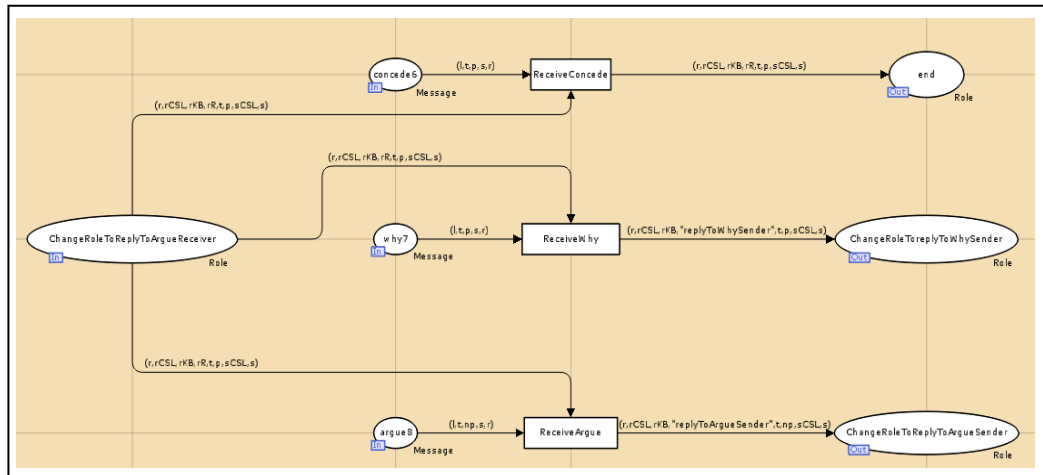 concede6
In
Message
(l,t,p,s,r)
ReceiveConcede
(r,rCSL,rKB,rR,t,p,sCSL,s)
end
Out
Role
(r,rCSL,rKB,rR,t,p,sCSL,s)
(r,rCSL,rKB,rR,t,p,sCSL,s)
ChangeRoleToReplyToArgueReceiver
In
Role
why7
In
Message
(l,t,p,s,r)
ReceiveWhy
(r,rCSL,rKB,"replyToWhySender",t,p,sCSL,s)
ChangeRoleToreplyToWhySender
Out
Role
(r,rCSL,rKB,rR,t,p,sCSL,s)
argue8
In
Message
(l,t,np,s,r)
ReceiveArgue
(r,rCSL,rKB,"replyToArgueSender",t,np,sCSL,s)
ChangeRoleToReplyToArgueSender
Out
Role